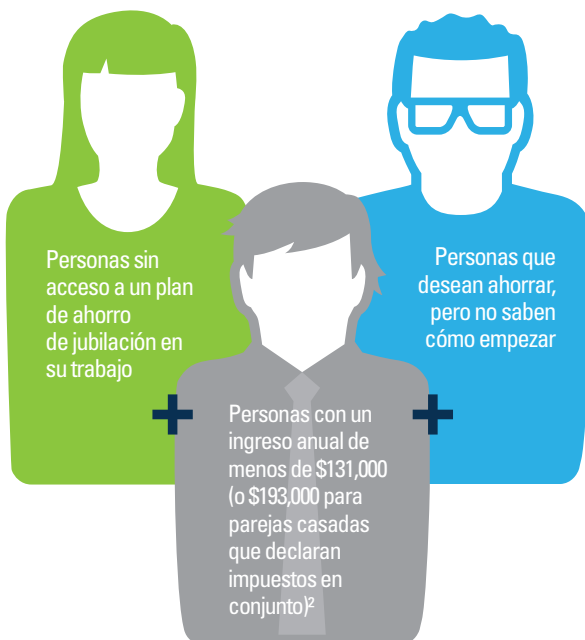 Personas sin
acceso a un plan
de ahorro
de jubilación en
su trabajo
+
Personas con un
ingreso anual de
menos de $131,000
(o $193,000 para
parejas casadas
que declaran
impuestos en
conjunto)²
+
Personas que
desean ahorrar,
pero no saben
cómo empezar